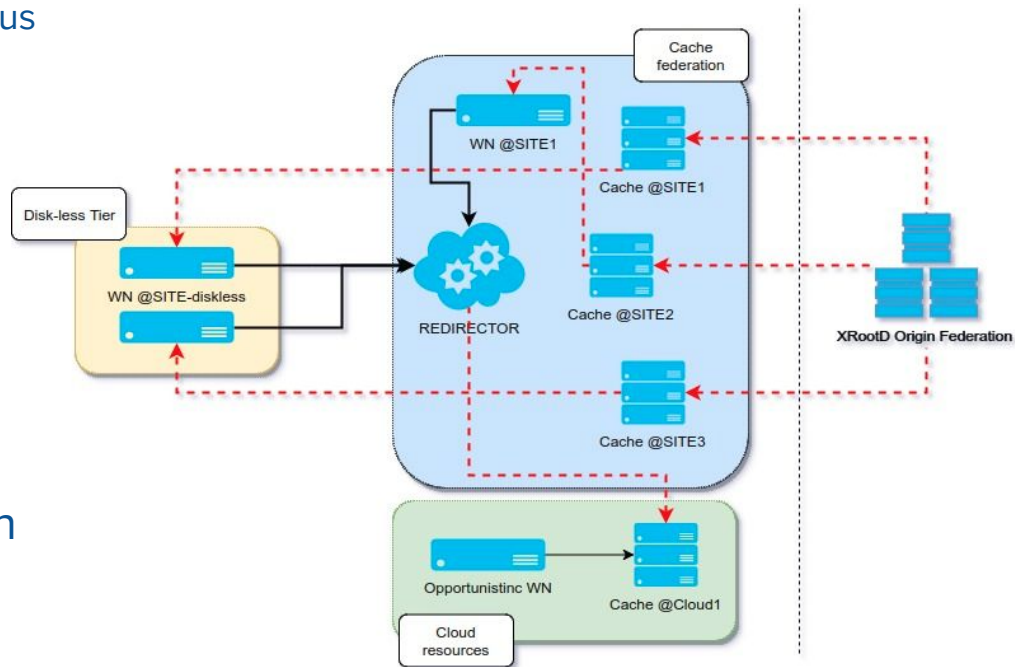 us
Cache
federation
WN @SITE1
Cache @SITE1
Disk-less Tier
WN @SITE-diskless
REDIRECTOR
Cache @SITE2
XRootD Origin Federation
Cache @SITE3
n
Opportunistinc WN
Cache @Cloud1
Cloud
resources